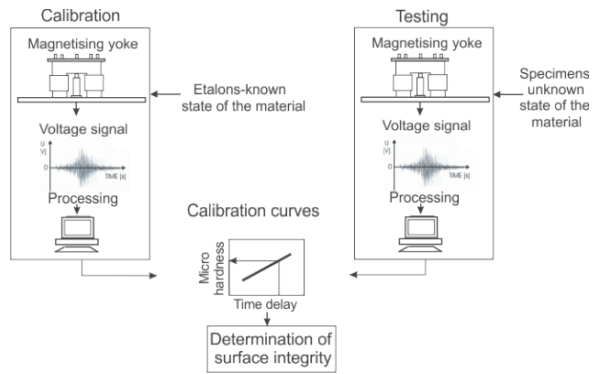 Calibration
Magnetising yoke
Etalons-known
state of the material
Voltage signal
U
[V]
0
TIME [s]
Processing
Testing
Magnetising yoke
Specimens
unknown
state of the
material
Voltage signal
U
[V]
0
TIME [s]
Processing
Calibration curves
Micro
hardness
Time delay
Determination of
surface integrity